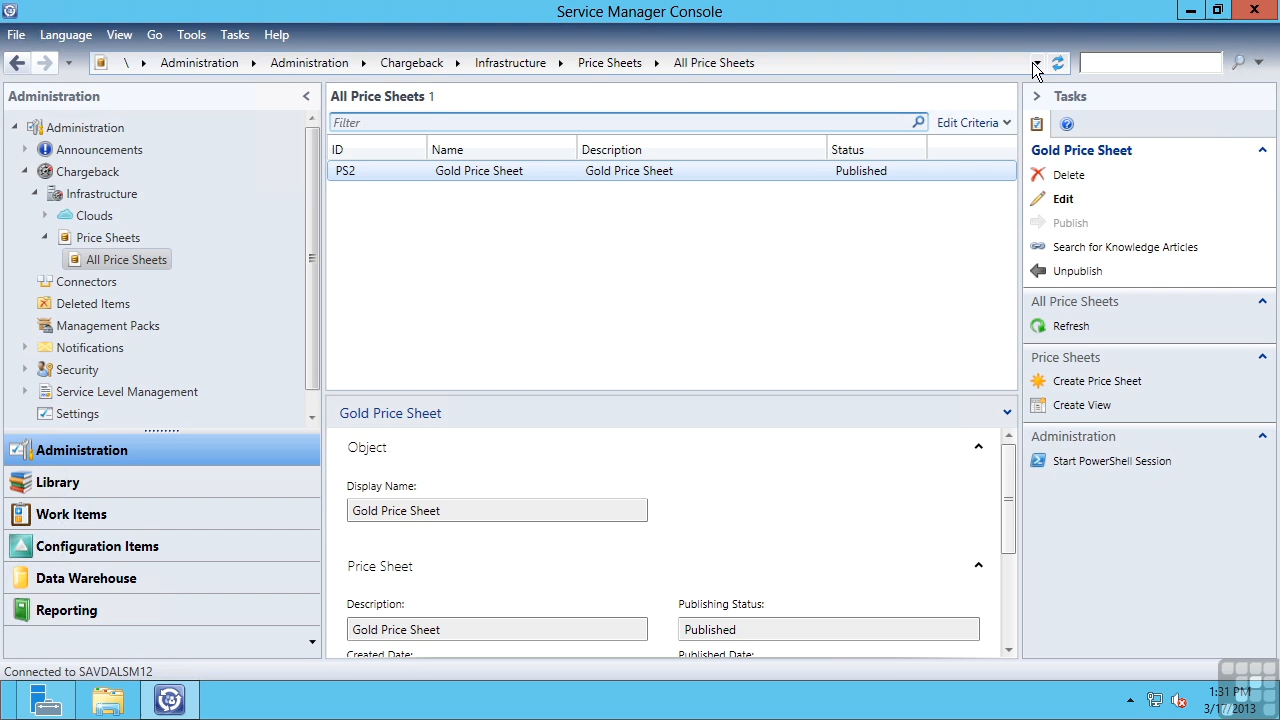 Service Manager Console
File Language View Go Tools Tasks Help
\ Administration Administration Chargeback Infrastructure Price Sheets All Price Sheets
Administration
Administration
Announcements
Chargeback
Infrastructure
Clouds
Price Sheets
All Price Sheets
Connectors
Deleted Items
Management Packs
Notifications
Security
Service Level Management
Settings
Administration
Library
Work Items
Configuration Items
Data Warehouse
Reporting
All Price Sheets 1
Filter Edit Criteria
ID Name Description Status
PS2 Gold Price Sheet Gold Price Sheet Published
Gold Price Sheet
Object
Display Name:
Gold Price Sheet
Price Sheet
Description: Publishing Status:
Gold Price Sheet Published
Created Date: Published Date:
Tasks
Gold Price Sheet
Delete
Edit
Publish
Search for Knowledge Articles
Unpublish
All Price Sheets
Refresh
Price Sheets
Create Price Sheet
Create View
Administration
Start PowerShell Session
Connected to SAVDALSM12
1:31 PM
3/17/2013